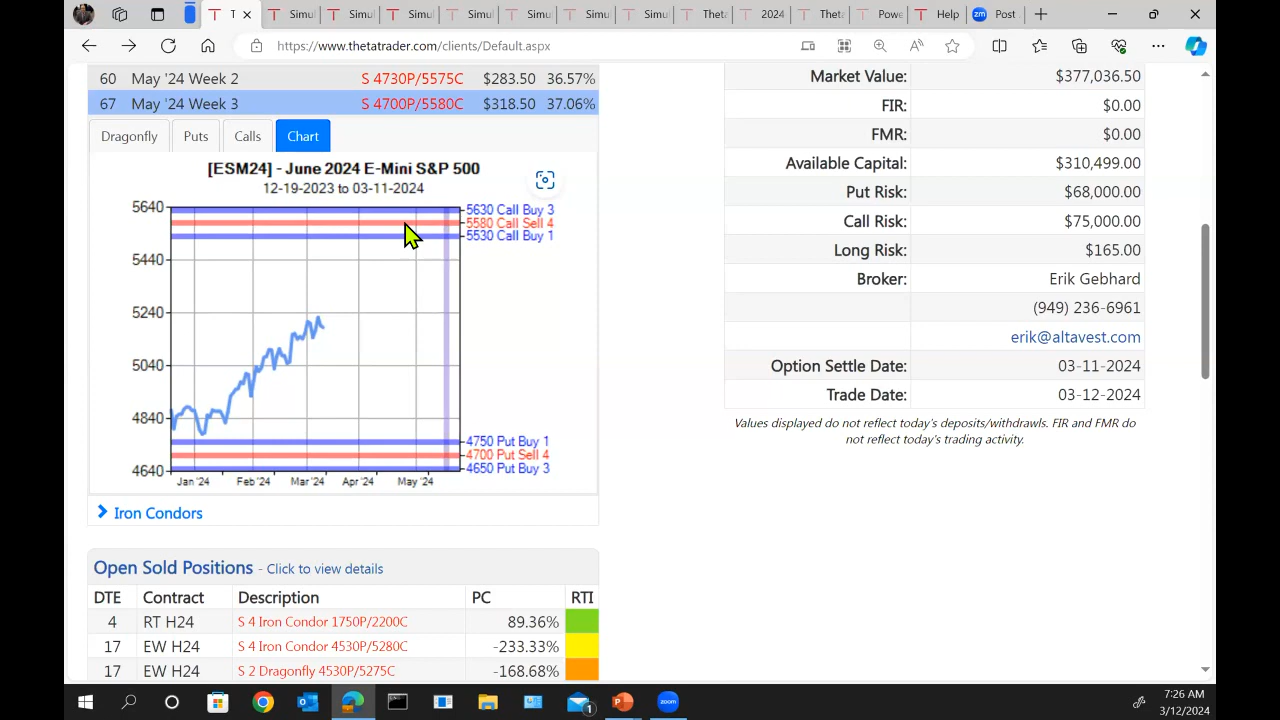 T
Simul
Simul
Simul
Simul
Simu
Simu
Simul
Theta
2024
Theta
Powe
Help
Post
https://www.thetatrader.com/clients/Default.aspx
60 May '24 Week 2 S 4730P/5575C $283.50 36.57%
67 May '24 Week 3 S 4700P/5580C $318.50 37.06%
Dragonfly Puts Calls Chart
[ESM24] - June 2024 E-Mini S&P 500
12-19-2023 to 03-11-2024
5640
5440
5240
5040
4840
4640
5630 Call Buy 3
5580 Call Sell 4
5530 Call Buy 1
4750 Put Buy 1
4700 Put Sell 4
4650 Put Buy 3
Jan '24 Feb '24 Mar '24 Apr '24 May '24
Iron Condors
Open Sold Positions - Click to view details
DTE Contract Description PC RTI
4 RT H24 S 4 Iron Condor 1750P/2200C 89.36%
17 EW H24 S 4 Iron Condor 4530P/5280C -233.33%
17 EW H24 S 2 Dragonfly 4530P/5275C -168.68%
Market Value: $377,036.50
FIR: $0.00
FMR: $0.00
Available Capital: $310,499.00
Put Risk: $68,000.00
Call Risk: $75,000.00
Long Risk: $165.00
Broker: Erik Gebhard
(949) 236-6961
erik@altavest.com
Option Settle Date: 03-11-2024
Trade Date: 03-12-2024
Values displayed do not reflect today's deposits/withdrawls. FIR and FMR do
not reflect today's trading activity.
zoom
7:26 AM
3/12/2024